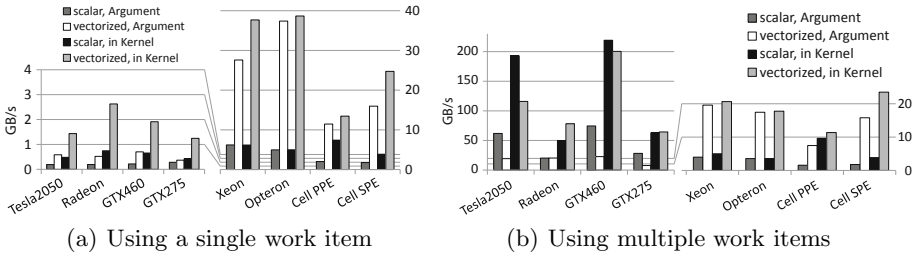 scalar, Argument
vectorized, Argument
scalar, in Kernel
vectorized, in Kernel
GB/s
4
3
2
1
0
40
30
20
10
0
Tesla2050
Radeon
GTX460
GTX275
Xeon
Opteron
Cell PPE
Cell SPE
(a) Using a single work item
scalar, Argument
vectorized, Argument
scalar, in Kernel
vectorized, in Kernel
GB/s
200
150
100
50
0
20
10
0
Tesla2050
Radeon
GTX460
GTX275
Xeon
Opteron
Cell PPE
Cell SPE
(b) Using multiple work items